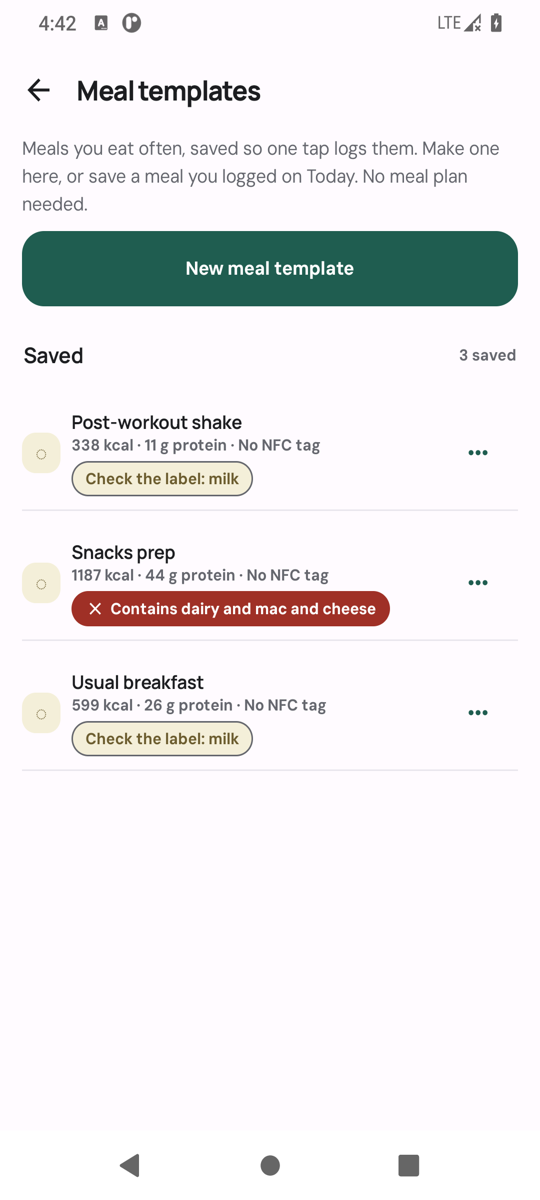 4:42
LTE
Meal templates
Meals you eat often, saved so one tap logs them. Make one
here, or save a meal you logged on Today. No meal plan
needed.
New meal template
Saved
3 saved
Post-workout shake
338 kcal · 11 g protein · No NFC tag
Check the label: milk
Snacks prep
1187 kcal · 44 g protein · No NFC tag
Contains dairy and mac and cheese
Usual breakfast
599 kcal · 26 g protein · No NFC tag
Check the label: milk